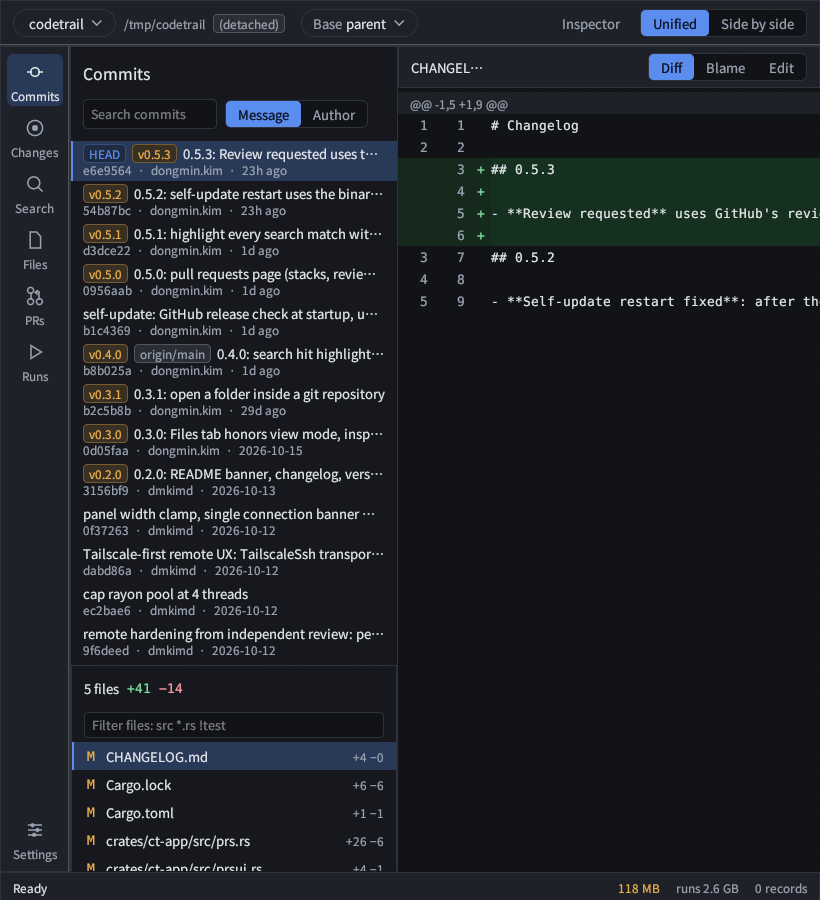 codetrail /tmp/codetrail (detached) Base parent Inspector Unified Side by side
Commits
Changes
Search
Files
PRs
Runs
Settings
Commits
Search commits Message Author
HEAD v0.5.3 0.5.3: Review requested uses t···
e6e9564 · dongmin.kim · 23h ago
v0.5.2 0.5.2: self-update restart uses the binar···
54b87bc · dongmin.kim · 23h ago
v0.5.1 0.5.1: highlight every search match wit···
d3dce22 · dongmin.kim · 1d ago
v0.5.0 0.5.0: pull requests page (stacks, revie···
0956aab · dongmin.kim · 1d ago
self-update: GitHub release check at startup, u···
b1c4369 · dongmin.kim · 1d ago
v0.4.0 origin/main 0.4.0: search hit highlight···
b8b025a · dongmin.kim · 1d ago
v0.3.1 0.3.1: open a folder inside a git repository
b2c5b8b · dongmin.kim · 29d ago
v0.3.0 0.3.0: Files tab honors view mode, insp···
0d05faa · dongmin.kim · 2026-10-15
v0.2.0 0.2.0: README banner, changelog, vers···
3156bf9 · dmkimd · 2026-10-13
panel width clamp, single connection banner ···
0f37263 · dmkimd · 2026-10-12
Tailscale-first remote UX: TailscaleSsh transpor···
dabd86a · dmkimd · 2026-10-12
cap rayon pool at 4 threads
ec2bae6 · dmkimd · 2026-10-12
remote hardening from independent review: pe···
9f6deed · dmkimd · 2026-10-12
5 files +41 −14
Filter files: src *.rs !test
M CHANGELOG.md +4 −0
M Cargo.lock +6 −6
M Cargo.toml +1 −1
M crates/ct-app/src/prs.rs +26 −6
M crates/ct-app/src/prsui.rs +4 −1
CHANGEL··· Diff Blame Edit
@@ -1,5 +1,9 @@
1 1 # Changelog
2 2
3 + ## 0.5.3
4 +
5 + - **Review requested** uses GitHub's revi
6 +
3 7 ## 0.5.2
4 8
5 9 - **Self-update restart fixed**: after th
Ready 118 MB runs 2.6 GB 0 records